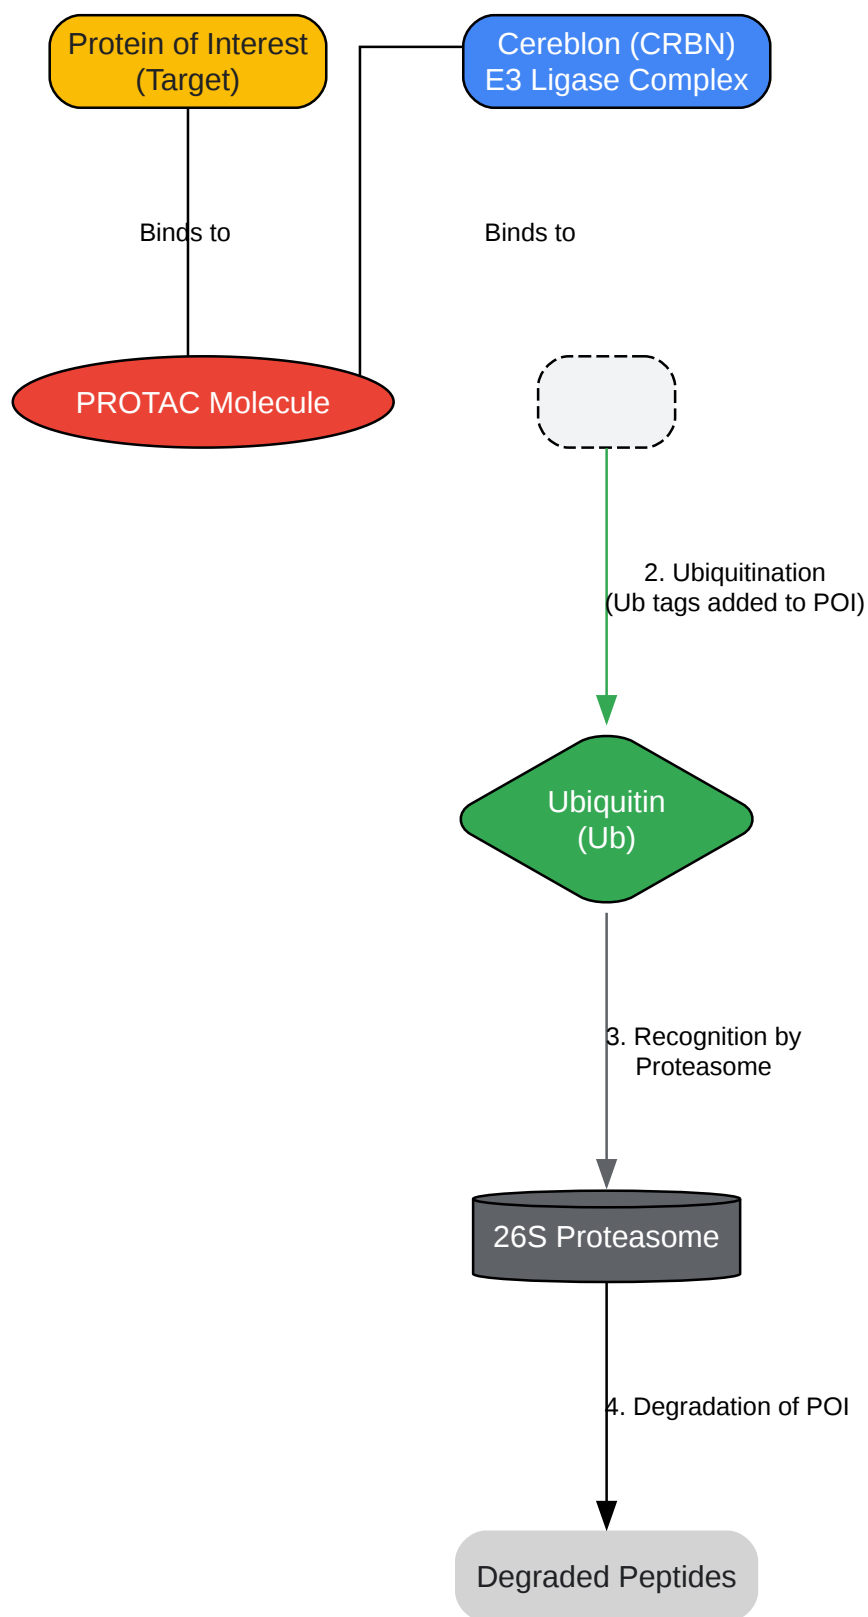 Protein of Interest
(Target)
Cereblon (CRBN)
E3 Ligase Complex
Binds to
Binds to
PROTAC Molecule
2. Ubiquitination
(Ub tags added to POI)
Ubiquitin
(Ub)
3. Recognition by
Proteasome
26S Proteasome
4. Degradation of POI
Degraded Peptides